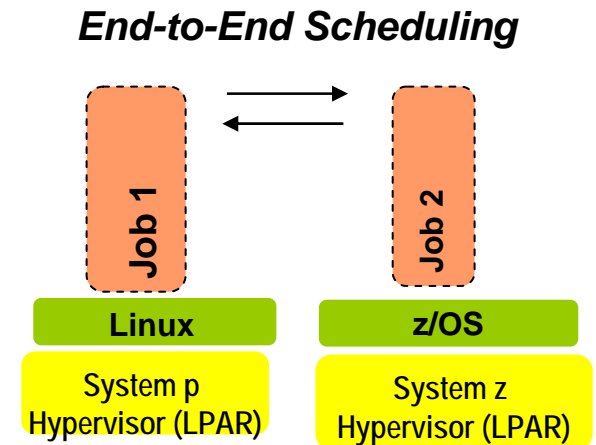 End-to-End Scheduling
Job 1
Job 2
Linux
z/OS
System p
Hypervisor (LPAR)
System z
Hypervisor (LPAR)